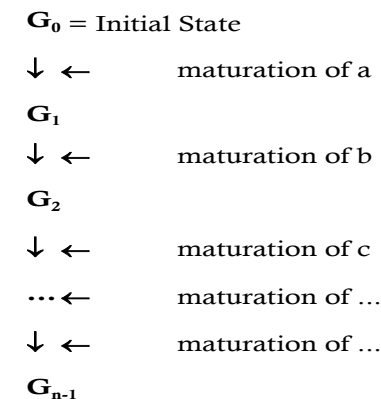 G₀ = Initial State
↓ ← maturation of a
G₁
↓ ← maturation of b
G₂
↓ ← maturation of c
... ← maturation of ...
↓ ← maturation of ...
Gₙ₋₁